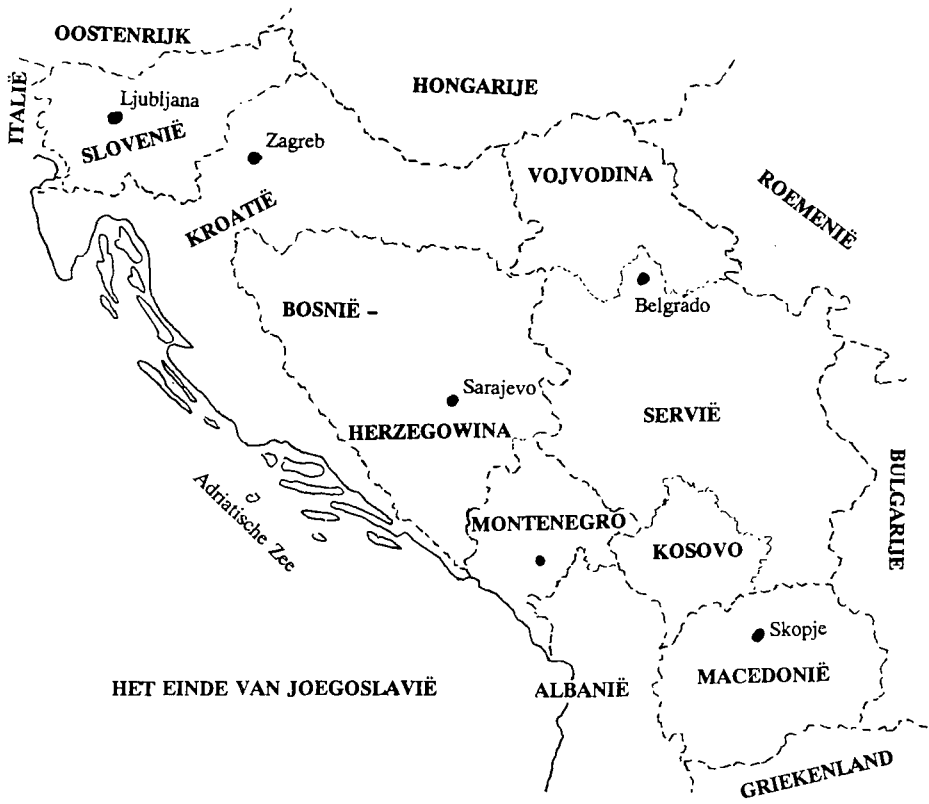 OOSTENRIJK
ITALIË
HONGARIJE
Ljubljana
SLOVENIË
Zagreb
VOJVODINA
ROEMENIË
KROATIË
Belgrado
BOSNIË –
Sarajevo
HERZEGOWINA
SERVIË
BULGARIJE
Adriatische Zee
MONTENEGRO
KOSOVO
Skopje
MACEDONIË
HET EINDE VAN JOEGOSLAVIË
ALBANIË
GRIEKENLAND